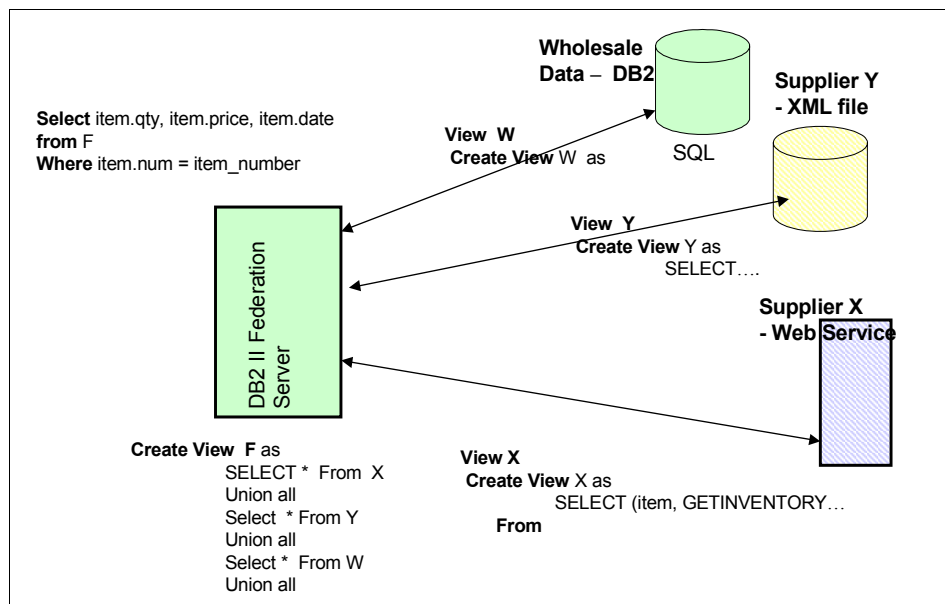 Wholesale
Data – DB2
Supplier Y
- XML file
Select item.qty, item.price, item.date
from F
Where item.num = item_number
View W
Create View W as
SQL
View Y
Create View Y as
SELECT….
DB2 II Federation
Server
Supplier X
- Web Service
Create View F as
SELECT * From X
Union all
Select * From Y
Union all
Select * From W
Union all
View X
Create View X as
SELECT (item, GETINVENTORY…
From